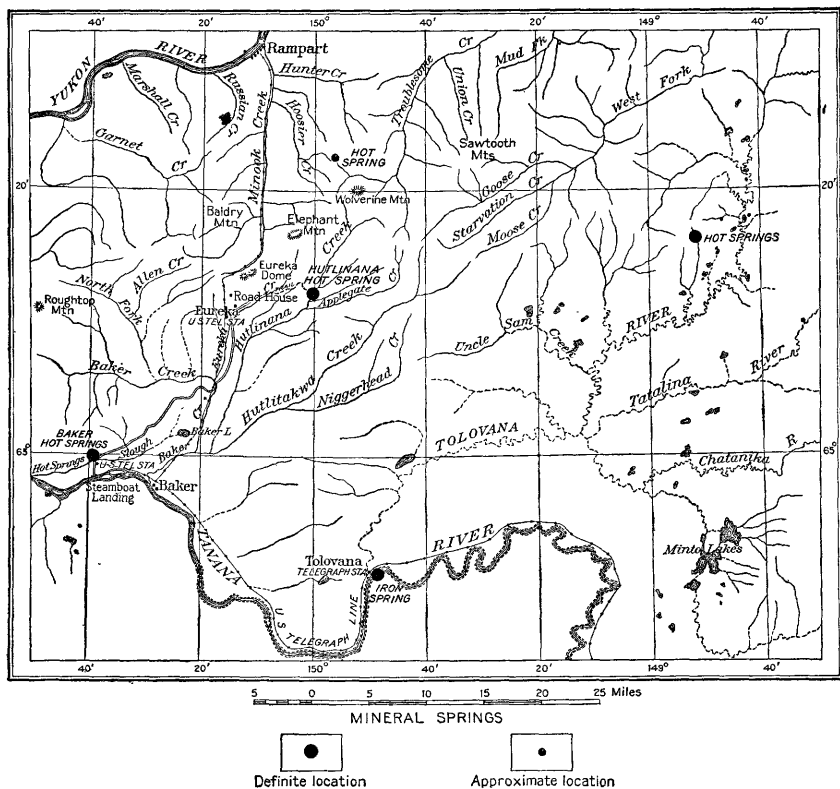 40′ 20′ 150° 40′ 20′ 149° 40′
YUKON RIVER
Rampart
Hunter Cr
Troublesome Cr
Union Cr
Mud Fk
West Fork
Marshall Cr
Russian Cr
Minook Creek
Hoosier Cr
Garnet Cr
HOT
SPRING
Sawtooth
Mts
20′ 20′
Wolverine Mtn
Goose Cr
Starvation Cr
Moose Cr
Baldry
Mtn
Elephant
Mtn
HOT SPRINGS
Allen Cr
North Fork
Eureka
Dome
HUTLINANA
HOT SPRING
Road House
Applegate Cr
Roughtop
Mtn
Eureka
U S TEL STA
Eureka Cr
Hutlinana Creek
Uncle Sam Creek
RIVER
Baker Creek
Hutlitakwa Creek
Niggerhead Cr
Tatalina River
BAKER
HOT SPRINGS
Baker L
TOLOVANA
65° 65°
Hot Springs Slough
Baker Cr
U S TEL STA
Chatanika R
Steamboat
Landing
Baker
TANANA RIVER
Minto Lakes
Tolovana
TELEGRAPH STA
IRON
SPRING
U S TELEGRAPH LINE
40′ 20′ 150° 40′ 20′ 149° 40′
5 0 5 10 15 20 25 Miles
MINERAL SPRINGS
Definite location
Approximate location